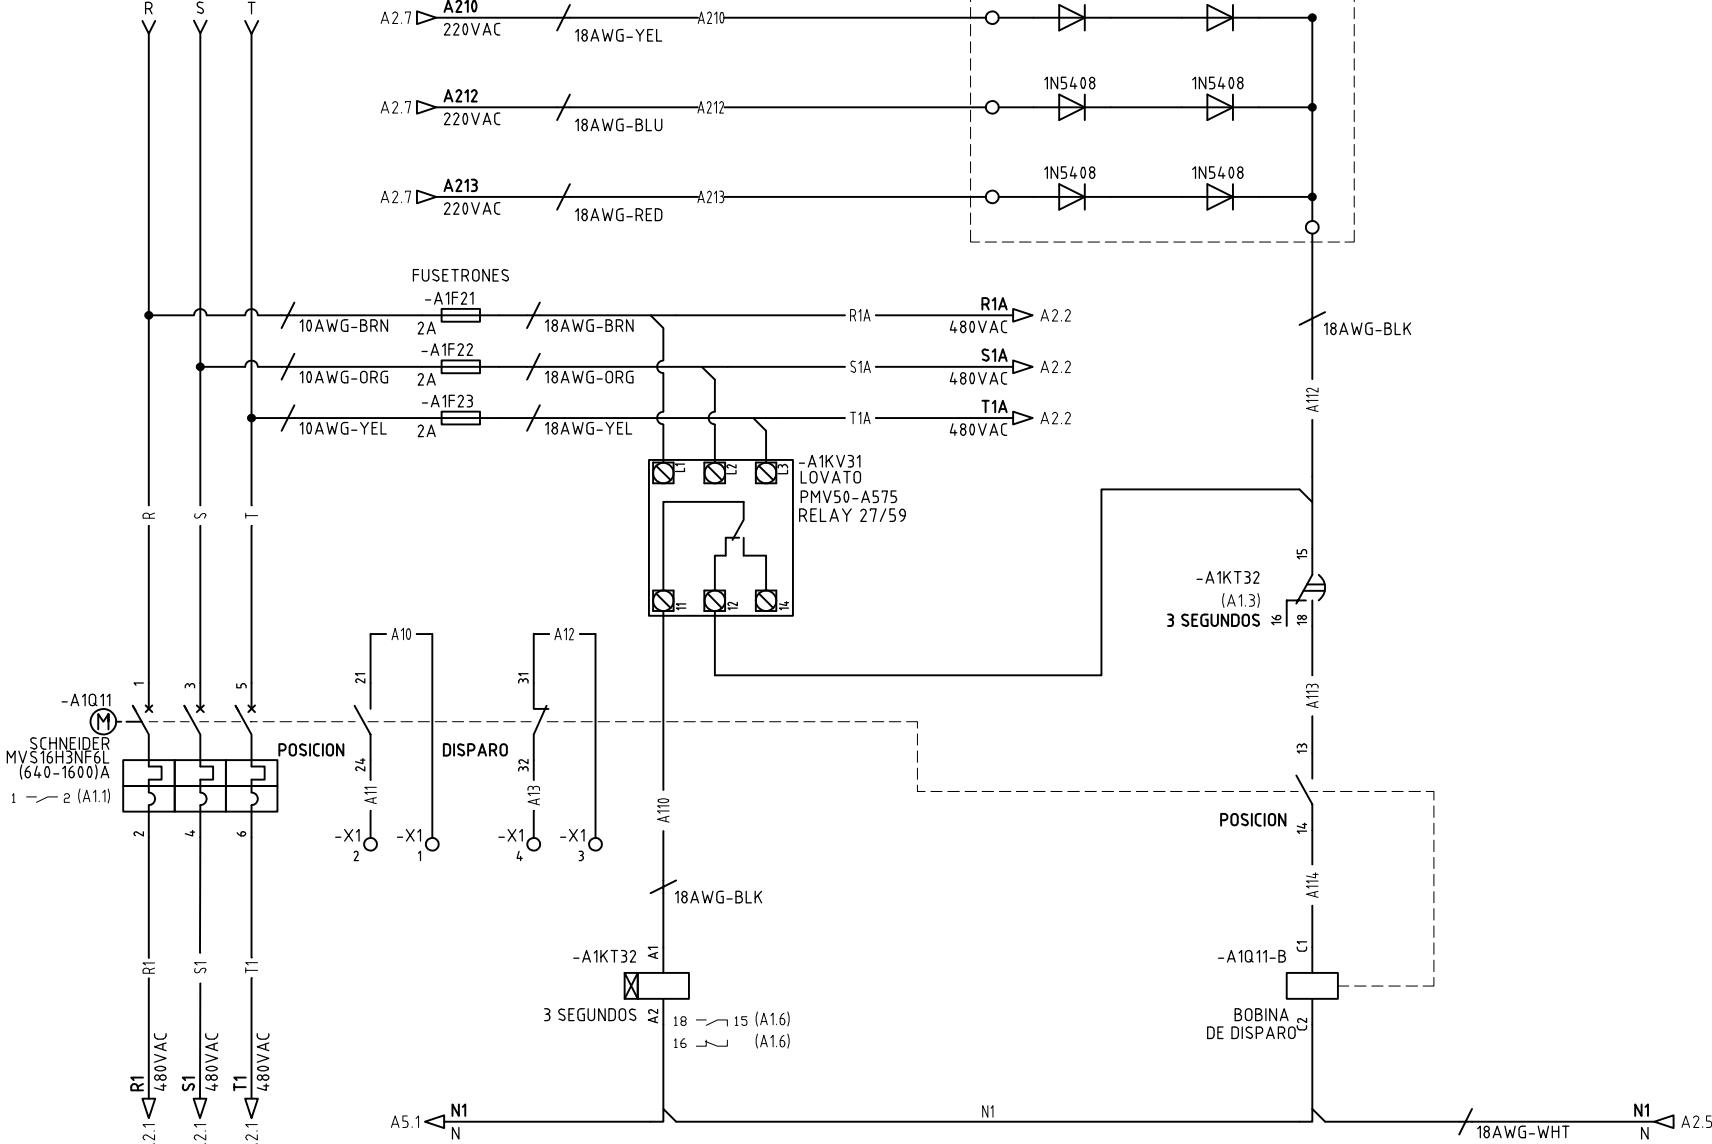 R S T
A2.7 A210 220VAC 18AWG-YEL A210
A2.7 A212 220VAC 18AWG-BLU A212 1N5408 1N5408
A2.7 A213 220VAC 18AWG-RED A213 1N5408 1N5408
FUSETRONES
-A1F21
10AWG-BRN 2A 18AWG-BRN R1A R1A 480VAC A2.2
18AWG-BLK
-A1F22
10AWG-ORG 2A 18AWG-ORG S1A S1A 480VAC A2.2
-A1F23
10AWG-YEL 2A 18AWG-YEL T1A T1A 480VAC A2.2
A112
L1 L2 L3
-A1KV31
LOVATO
PMV50-A575
RELAY 27/59
11 12 14
R S T
15
-A1KT32
(A1.3)
3 SEGUNDOS
16 18
A10 A12
21 31
A113
1 3 5
-A1Q11
M
SCHNEIDER
MVS16H3NF6L
(640-1600)A
1 2 (A1.1)
POSICION DISPARO
24 32
A11 A13
2 4 6
-X1 2
-X1 1
-X1 4
-X1 3
A110
13
POSICION
14
A114
18AWG-BLK
-A1KT32 A1
3 SEGUNDOS A2
18 15 (A1.6)
16 (A1.6)
C1
-A1Q11-B
BOBINA
DE DISPARO
C2
R1 S1 T1
R1 480VAC
S1 480VAC
T1 480VAC
2.1 2.1 2.1
A5.1 N1 N
N1
18AWG-WHT
N1 N A2.5